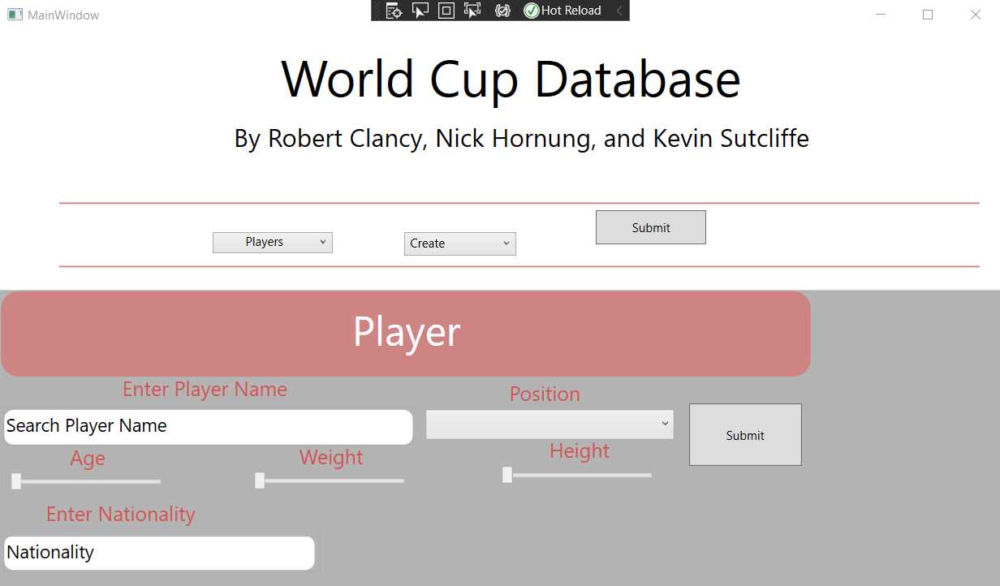 MainWindow
Hot Reload
World Cup Database
By Robert Clancy, Nick Hornung, and Kevin Sutcliffe
Players
Create
Submit
Player
Enter Player Name
Position
Search Player Name
Submit
Age
Weight
Height
Enter Nationality
Nationality